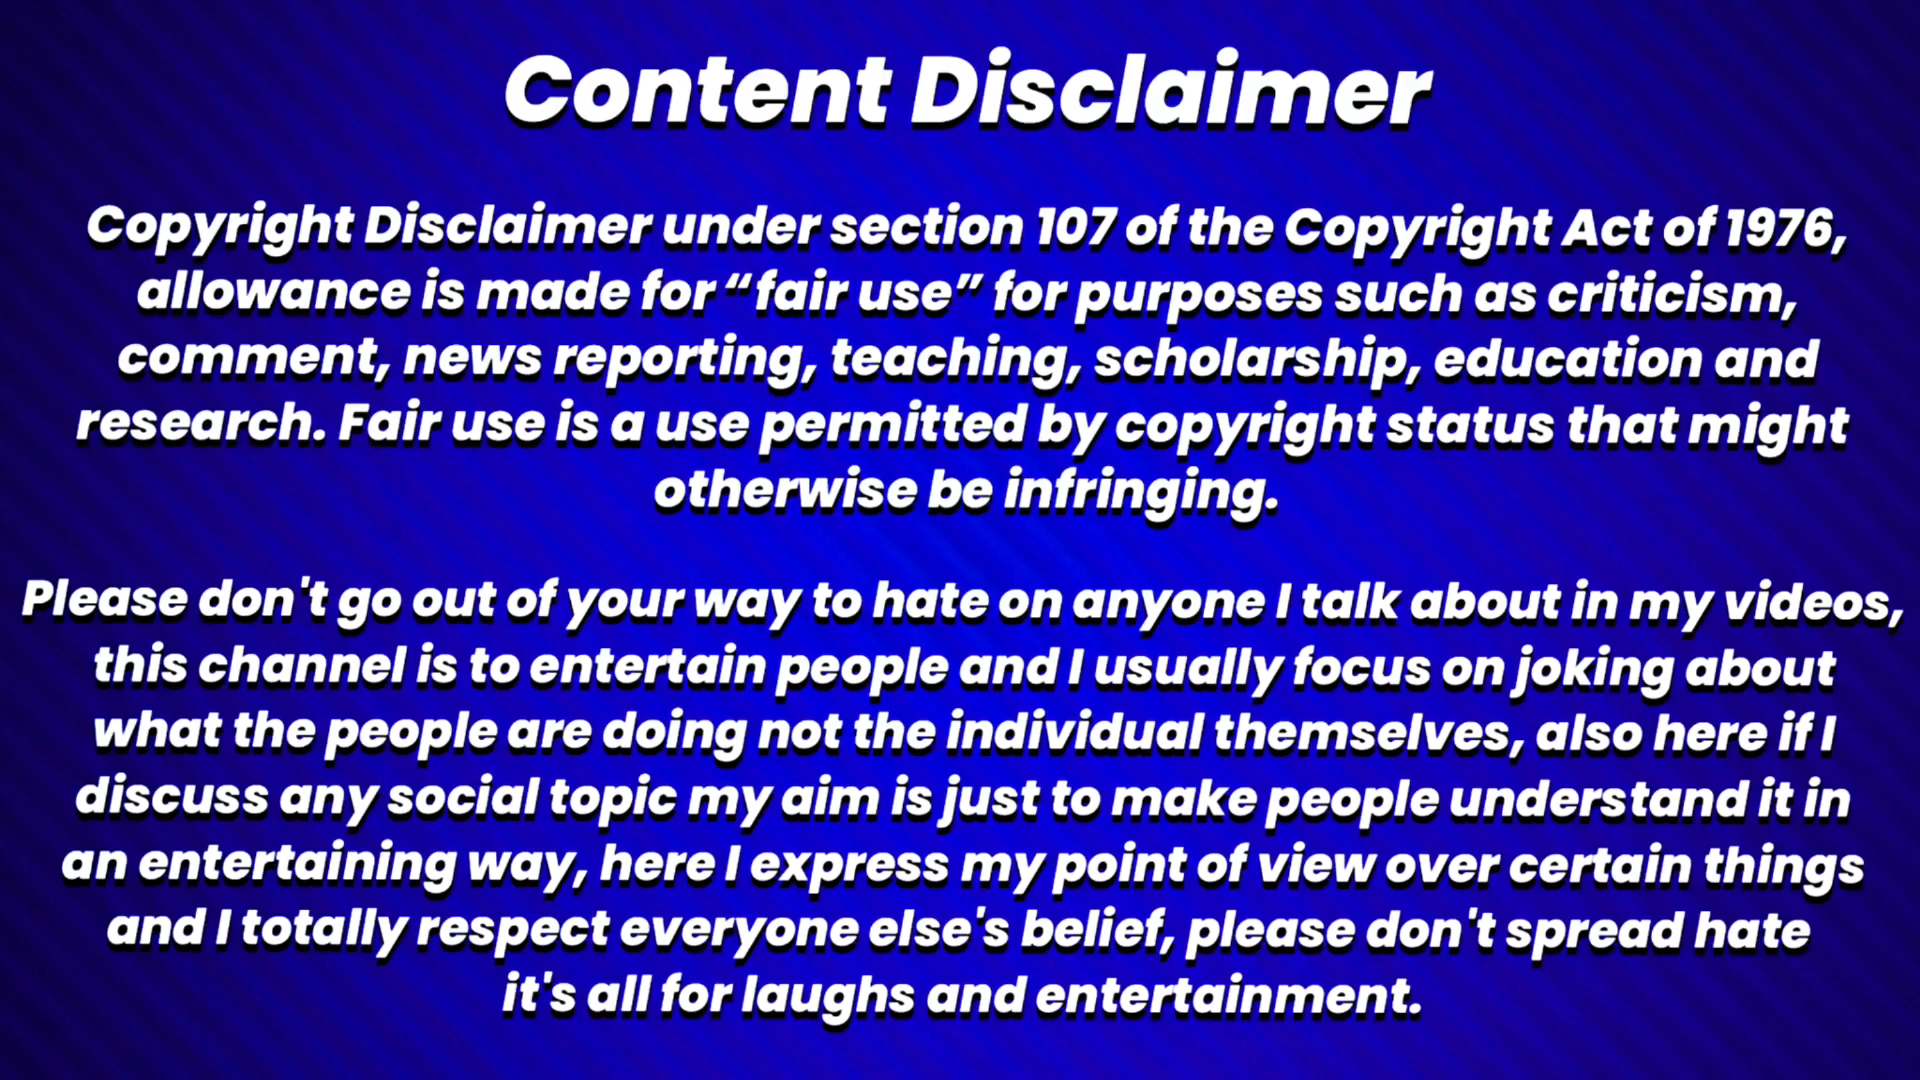 Content Disclaimer
Copyright Disclaimer under section 107 of the Copyright Act of 1976,
allowance is made for “fair use” for purposes such as criticism,
comment, news reporting, teaching, scholarship, education and
research. Fair use is a use permitted by copyright status that might
otherwise be infringing.
Please don't go out of your way to hate on anyone I talk about in my videos,
this channel is to entertain people and I usually focus on joking about
what the people are doing not the individual themselves, also here if I
discuss any social topic my aim is just to make people understand it in
an entertaining way, here I express my point of view over certain things
and I totally respect everyone else's belief, please don't spread hate
it's all for laughs and entertainment.